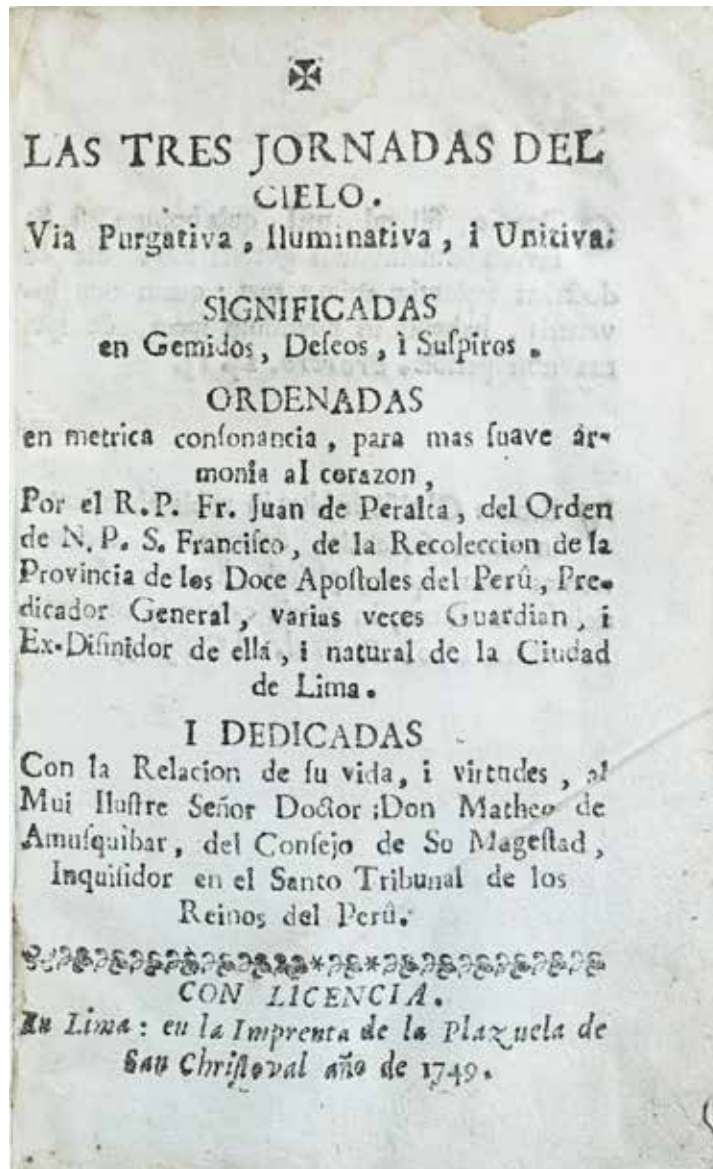 ✠
LAS TRES JORNADAS DEL
CIELO.
Via Purgativa, Iluminativa, i Unitiva:
SIGNIFICADAS
en Gemidos, Deſeos, ì Suſpiros.
ORDENADAS
en metrica conſonancia, para mas ſuave ár-
monia al corazon,
Por el R.P. Fr. Juan de Peralta, del Orden
de N. P. S. Franciſco, de la Recoleccion de la
Provincia de los Doce Apoſtoles del Perû, Pre-
dicador General, varias veces Guardian, i
Ex-Difinidor de ella, i natural de la Ciudad
de Lima.
I DEDICADAS
Con la Relacion de ſu vida, i virtudes, al
Mui Iluſtre Señor Doctor Don Matheo de
Amuſquibar, del Conſejo de Su Mageſtad,
Inquiſidor en el Santo Tribunal de los
Reinos del Perû.
CON LICENCIA.
En Lima: en la Imprenta de la Plazuela de
San Chriſtoval año de 1749.